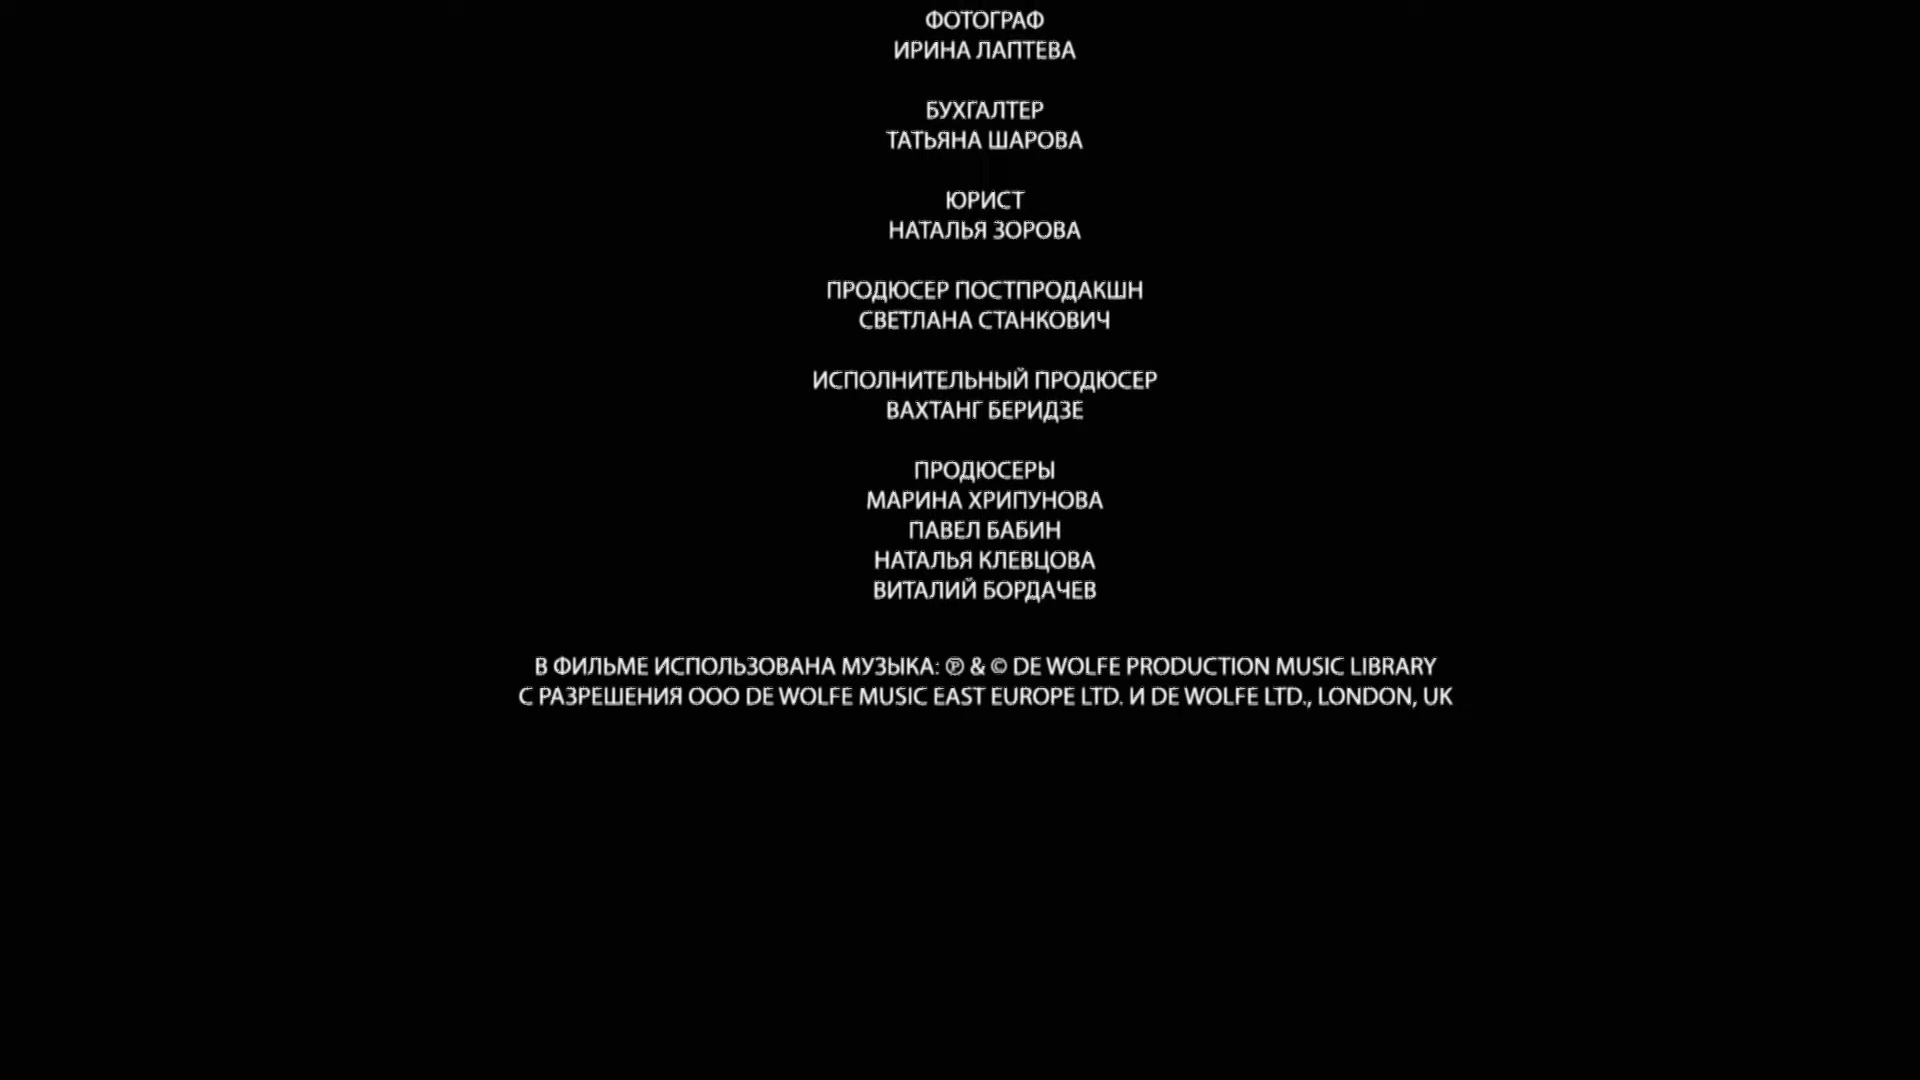 ФОТОГРАФ
ИРИНА ЛАПТЕВА
БУХГАЛТЕР
ТАТЬЯНА ШАРОВА
ЮРИСТ
НАТАЛЬЯ ЗОРОВА
ПРОДЮСЕР ПОСТПРОДАКШН
СВЕТЛАНА СТАНКОВИЧ
ИСПОЛНИТЕЛЬНЫЙ ПРОДЮСЕР
ВАХТАНГ БЕРИДЗЕ
ПРОДЮСЕРЫ
МАРИНА ХРИПУНОВА
ПАВЕЛ БАБИН
НАТАЛЬЯ КЛЕВЦОВА
ВИТАЛИЙ БОРДАЧЕВ
В ФИЛЬМЕ ИСПОЛЬЗОВАНА МУЗЫКА: ℗ & © DE WOLFE PRODUCTION MUSIC LIBRARY
С РАЗРЕШЕНИЯ ООО DE WOLFE MUSIC EAST EUROPE LTD. И DE WOLFE LTD., LONDON, UK